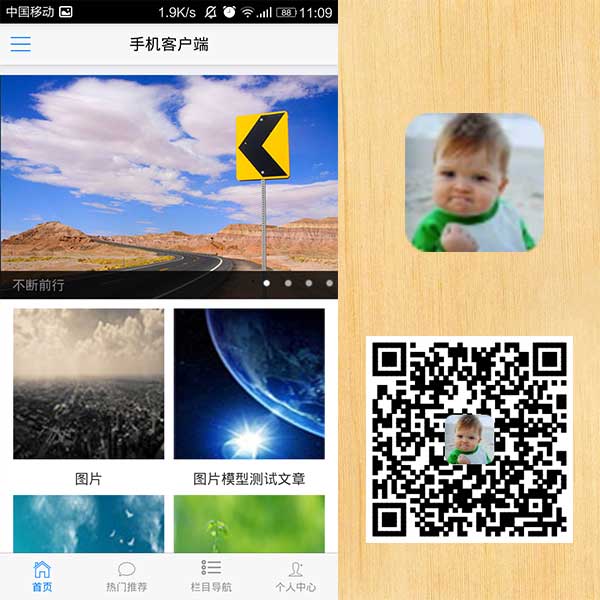 中国移动 1.9K/s 88 11:09
手机客户端
不断前行
图片 图片模型测试文章
首页 热门推荐 栏目导航 个人中心